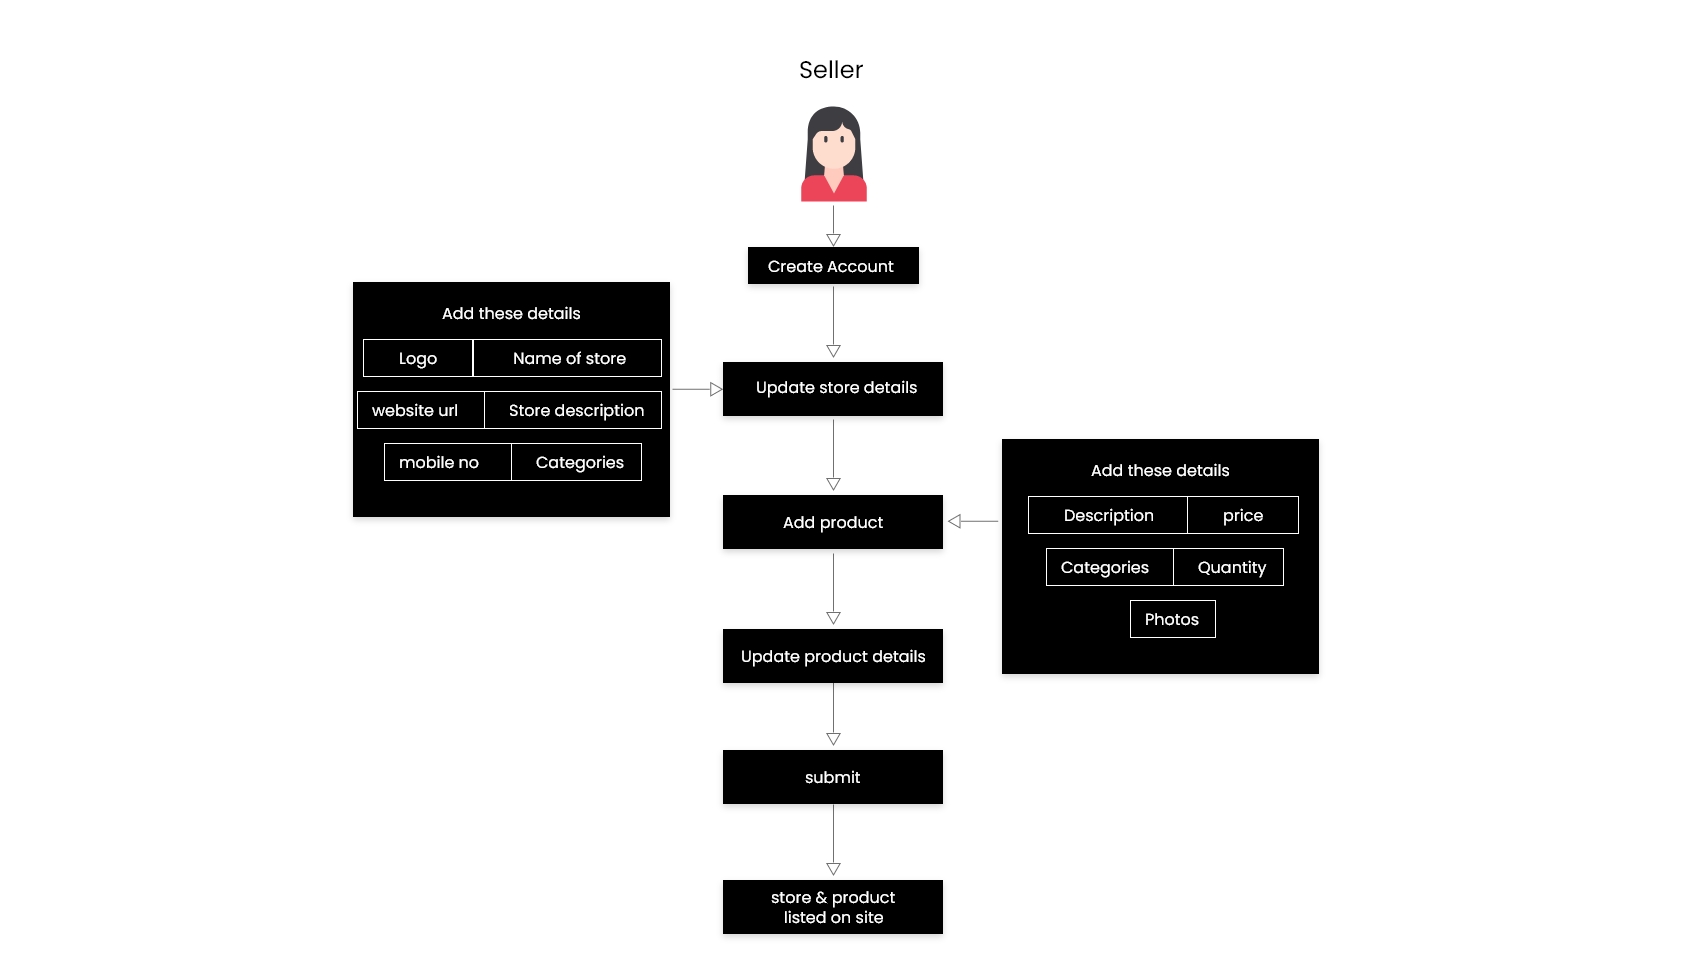 Seller
Create Account
Add these details
Logo
Name of store
website url
Store description
mobile no
Categories
Update store details
Add product
Add these details
Description
price
Categories
Quantity
Photos
Update product details
submit
store & product
listed on site